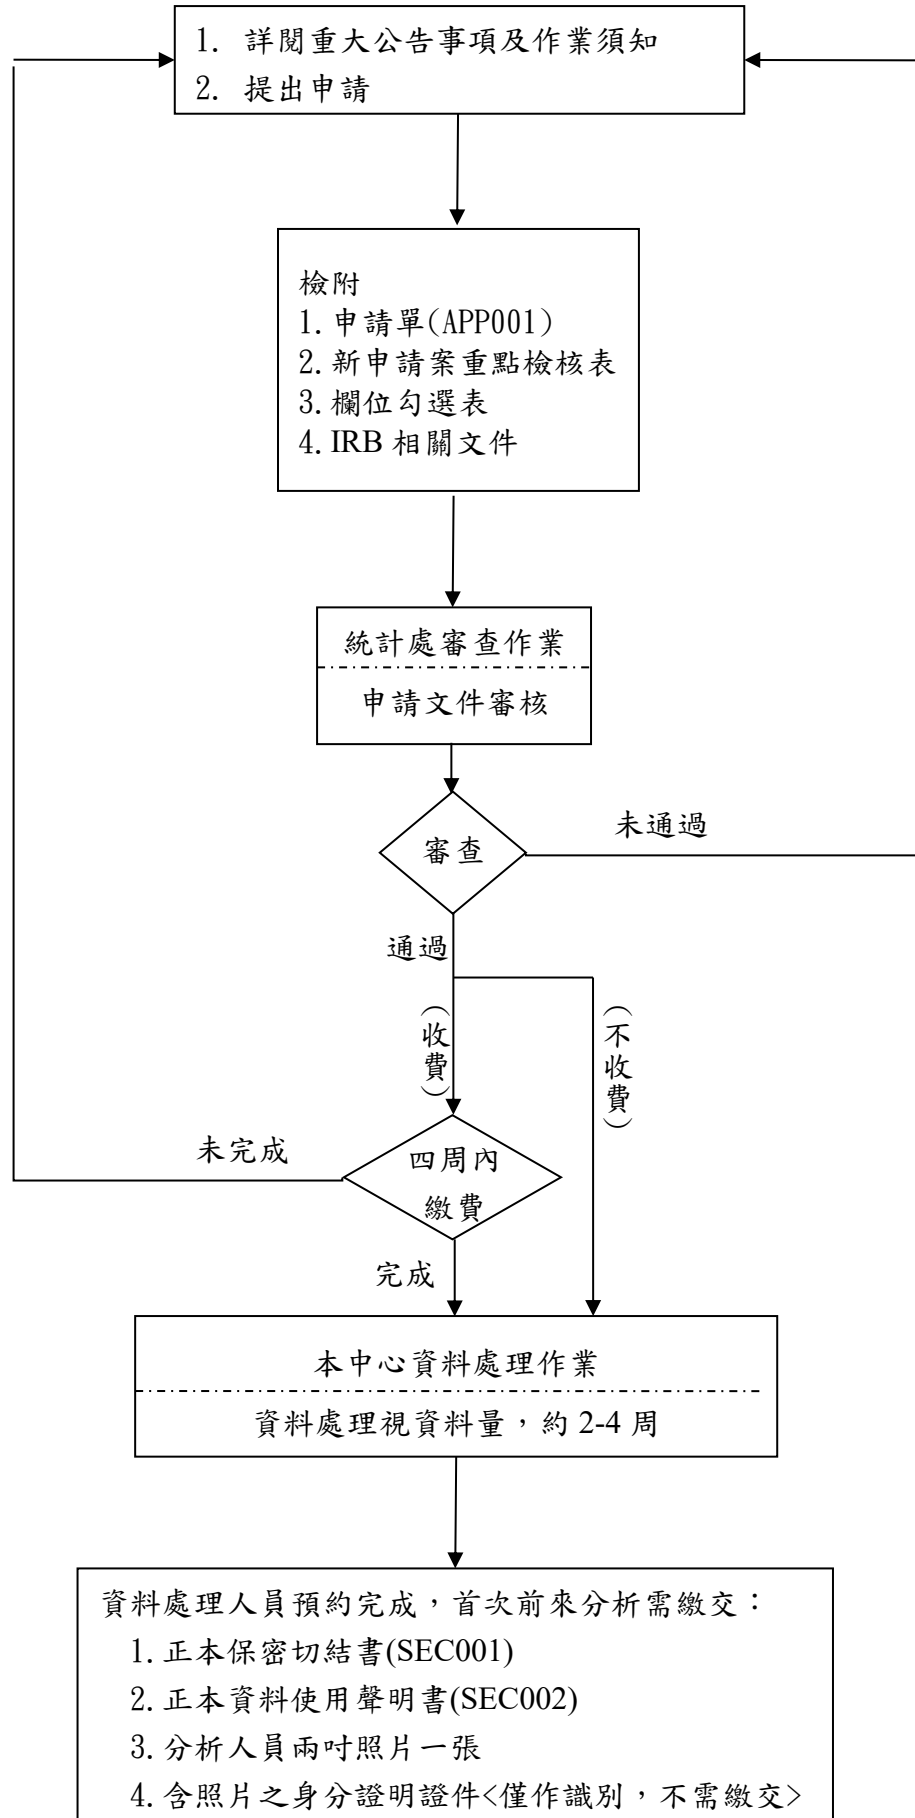 1. 詳閱重大公告事項及作業須知
2. 提出申請
檢附
1.申請單(APP001)
2.新申請案重點檢核表
3.欄位勾選表
4.IRB 相關文件
統計處審查作業
申請文件審核
審查
未通過
通過
(收費)
(不收費)
四周內
繳費
未完成
完成
本中心資料處理作業
資料處理視資料量，約 2-4 周
資料處理人員預約完成，首次前來分析需繳交：
1.正本保密切結書(SEC001)
2.正本資料使用聲明書(SEC002)
3.分析人員兩吋照片一張
4.含照片之身分證明證件<僅作識別，不需繳交>